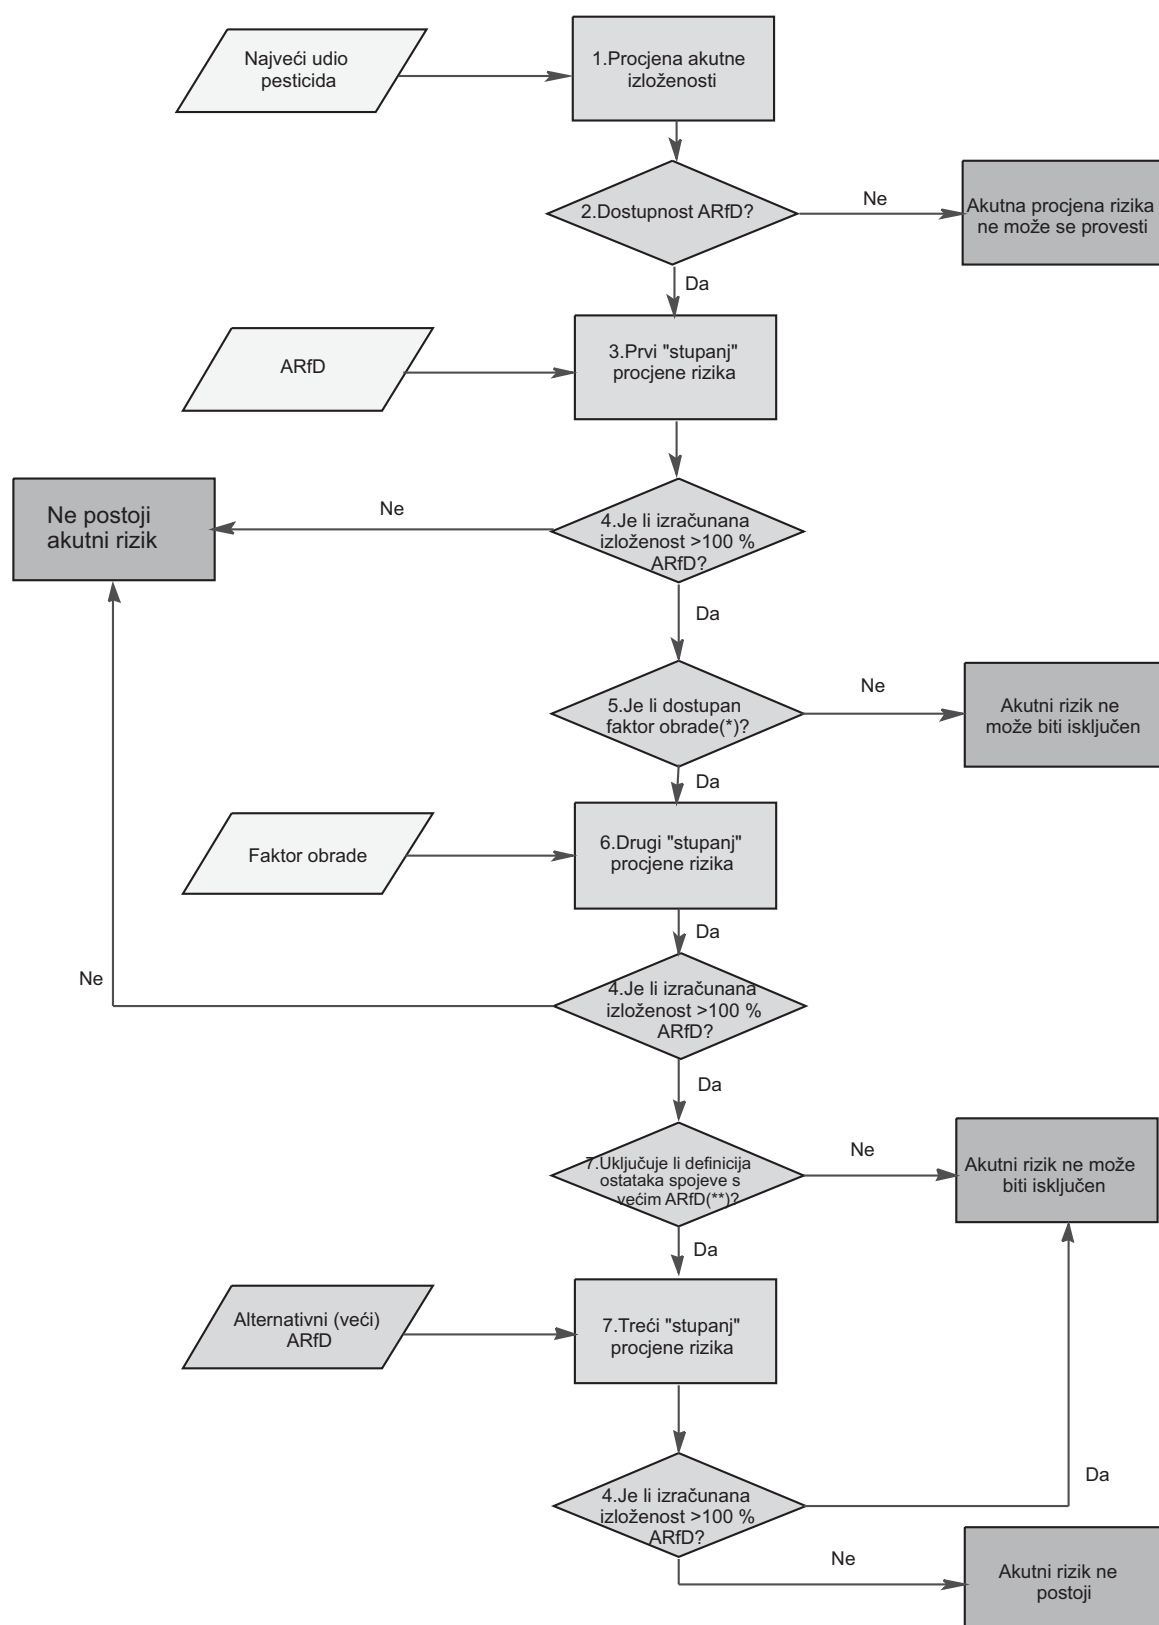 Najveći udio
pesticida
1.Procjena akutne
izloženosti
2.Dostupnost ARfD?
Ne
Akutna procjena rizika
ne može se provesti
Da
ARfD
3.Prvi "stupanj"
procjene rizika
Ne postoji
akutni rizik
Ne
4.Je li izračunana
izloženost >100 %
ARfD?
Da
5.Je li dostupan
faktor obrade(*)?
Ne
Akutni rizik ne
može biti isključen
Da
Faktor obrade
6.Drugi "stupanj"
procjene rizika
Da
Ne
4.Je li izračunana
izloženost >100 %
ARfD?
Da
7.Uključuje li definicija
ostataka spojeve s
većim ARfD(**)?
Ne
Akutni rizik ne može
biti isključen
Da
Alternativni (veći)
ARfD
7.Treći "stupanj"
procjene rizika
4.Je li izračunana
izloženost >100 %
ARfD?
Da
Ne
Akutni rizik ne
postoji